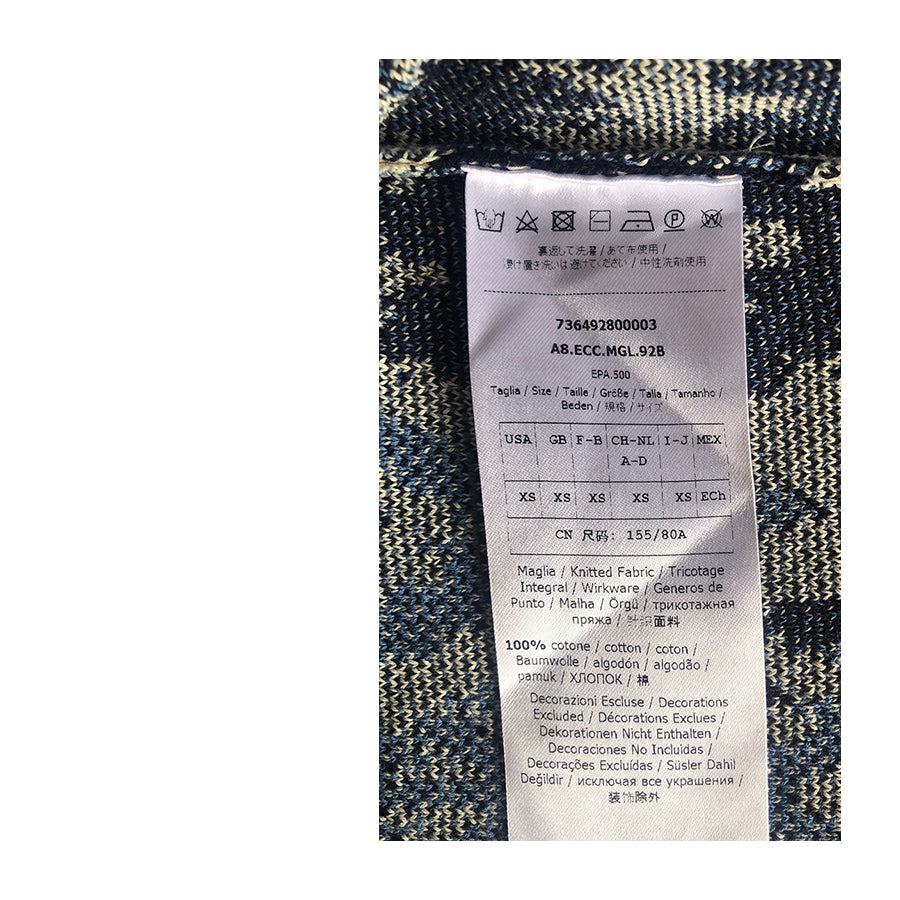 裏返して洗濯 / あて布使用 /
浸け置き洗いは避けてください / 中性洗剤使用
736492800003
A8.ECC.MGL.92B
EPA.500
Taglia / Size / Taille / Größe / Talla / Tamanho /
Beden / 規格 / サイズ
USA GB F-B CH-NL I-J MEX
A-D
XS XS XS XS XS ECh
CN 尺码: 155/80A
Maglia / Knitted Fabric / Tricotage
Integral / Wirkware / Generos de
Punto / Malha / Örgü / трикотажная
пряжа / 针织面料
100% cotone / cotton / coton /
Baumwolle / algodón / algodão /
pamuk / ХЛОПОК / 棉
Decorazioni Escluse / Decorations
Excluded / Décorations Exclues /
Dekorationen Nicht Enthalten /
Decoraciones No Incluidas /
Decorações Excluídas / Süsler Dahil
Değildir / исключая все украшения /
装饰除外